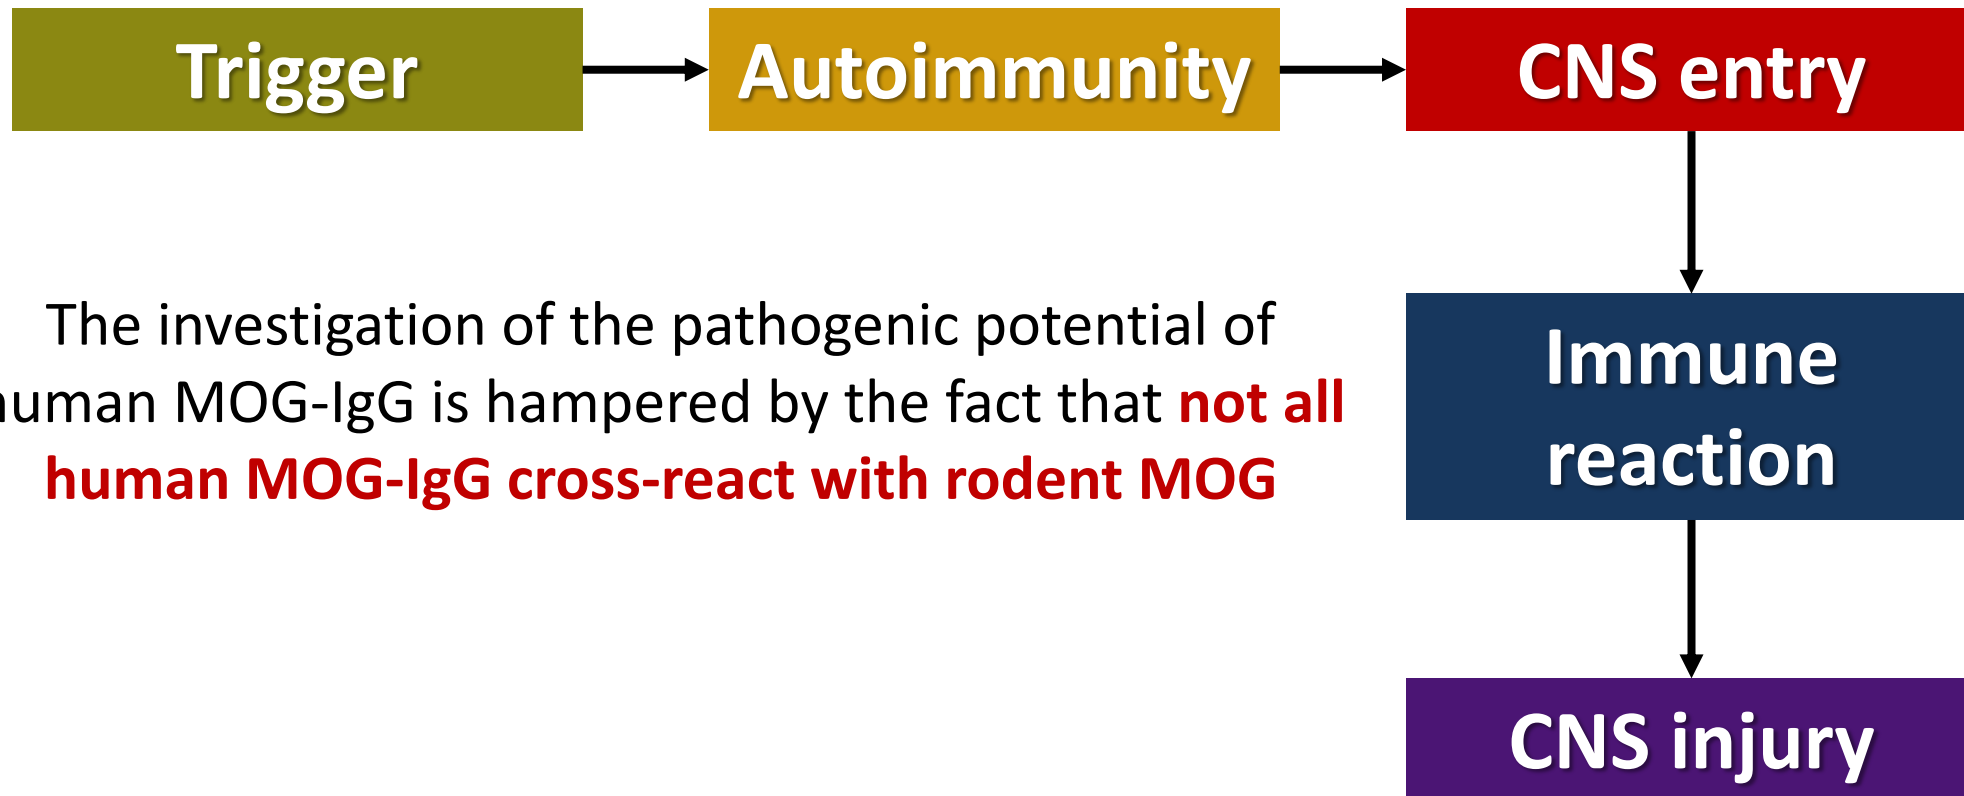 Trigger
Autoimmunity
CNS entry
The investigation of the pathogenic potential of
human MOG-IgG is hampered by the fact that not all
human MOG-IgG cross-react with rodent MOG
Immune
reaction
CNS injury